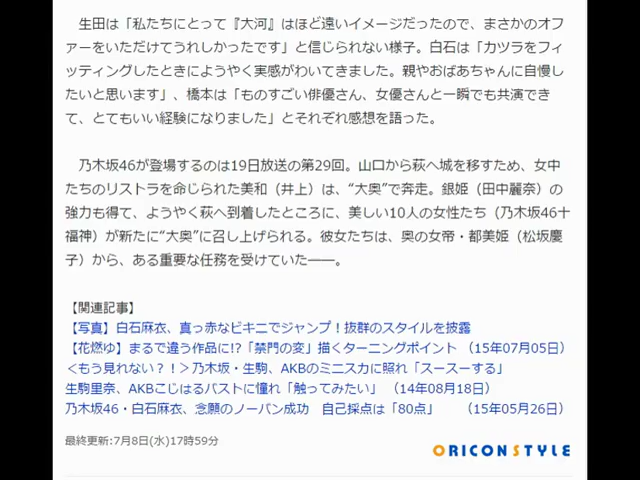 生田は「私たちにとって『大河』はほど遠いイメージだったので、まさかのオフ
ァーをいただけてうれしかったです」と信じられない様子。白石は「カツラをフィ
ッティングしたときにようやく実感がわいてきました。親やおばあちゃんに自慢し
たいと思います」、橋本は「ものすごい俳優さん、女優さんと一瞬でも共演でき
て、とてもいい経験になりました」とそれぞれ感想を語った。
乃木坂46が登場するのは19日放送の第29回。山口から萩へ城を移すため、女中
たちのリストラを命じられた美和（井上）は、“大奥”で奔走。銀姫（田中麗奈）の
強力も得て、ようやく萩へ到着したところに、美しい10人の女性たち（乃木坂46十
福神）が新たに“大奥”に召し上げられる。彼女たちは、奥の女帝・都美姫（松坂慶
子）から、ある重要な任務を受けていた――。
【関連記事】
【写真】白石麻衣、真っ赤なビキニでジャンプ！抜群のスタイルを披露
【花燃ゆ】まるで違う作品に!?「禁門の変」描くターニングポイント （15年07月05日）
＜もう見れない？！＞乃木坂・生駒、AKBのミニスカに照れ「スースーする」
生駒里奈、AKBこじはるバストに憧れ「触ってみたい」 （14年08月18日）
乃木坂46・白石麻衣、念願のノーバン成功　自己採点は「80点」 （15年05月26日）
最終更新:7月8日(水)17時59分
ORICON STYLE